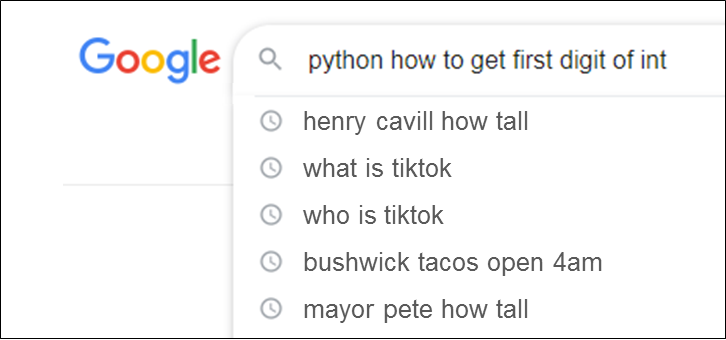 Google
python how to get first digit of int
henry cavill how tall
what is tiktok
who is tiktok
bushwick tacos open 4am
mayor pete how tall